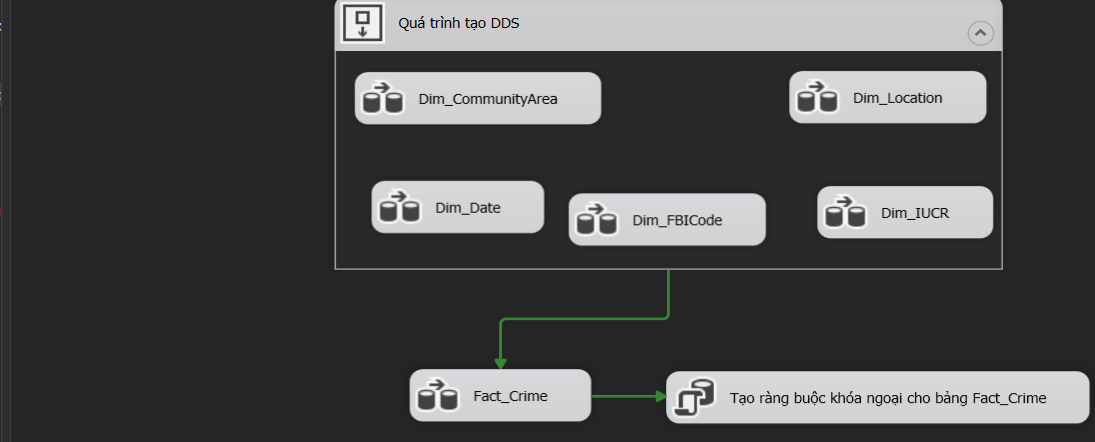 Quá trình tạo DDS
Dim_CommunityArea
Dim_Location
Dim_Date
Dim_FBICode
Dim_IUCR
Fact_Crime
Tạo ràng buộc khóa ngoại cho bảng Fact_Crime